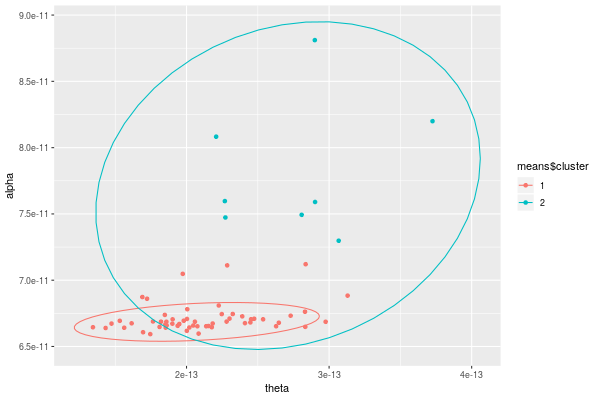 9.0e-11
8.5e-11
8.0e-11
7.5e-11
7.0e-11
6.5e-11
alpha
2e-13 3e-13 4e-13
theta
means$cluster
1
2